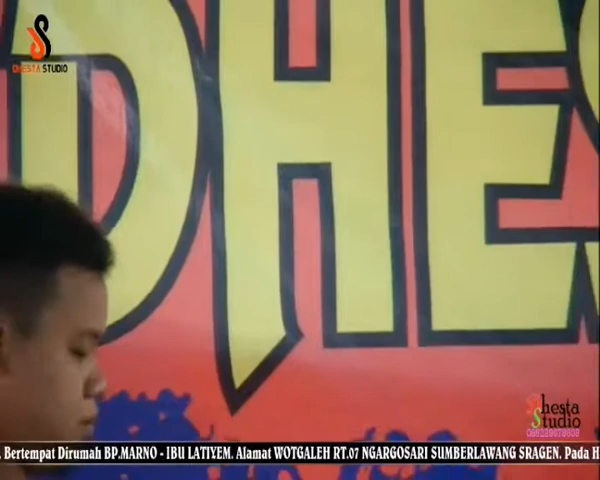 DHESTA STUDIO
DHES
Dhesta
Studio
. Bertempat Dirumah BP.MARNO - IBU LATIYEM. Alamat WOTGALEH RT.07 NGARGOSARI SUMBERLAWANG SRAGEN. Pada H